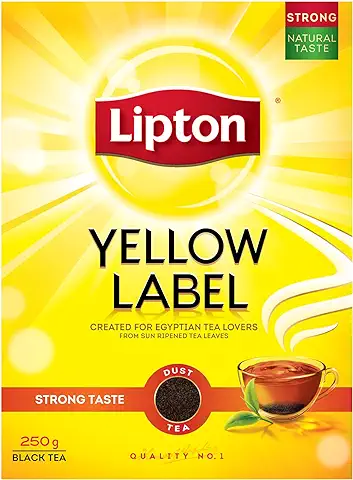 STRONG
NATURAL
TASTE
Lipton
®
YELLOW
LABEL
CREATED FOR EGYPTIAN TEA LOVERS
FROM SUN RIPENED TEA LEAVES
DUST
STRONG TASTE
TEA
250g
BLACK TEA
QUALITY NO.1